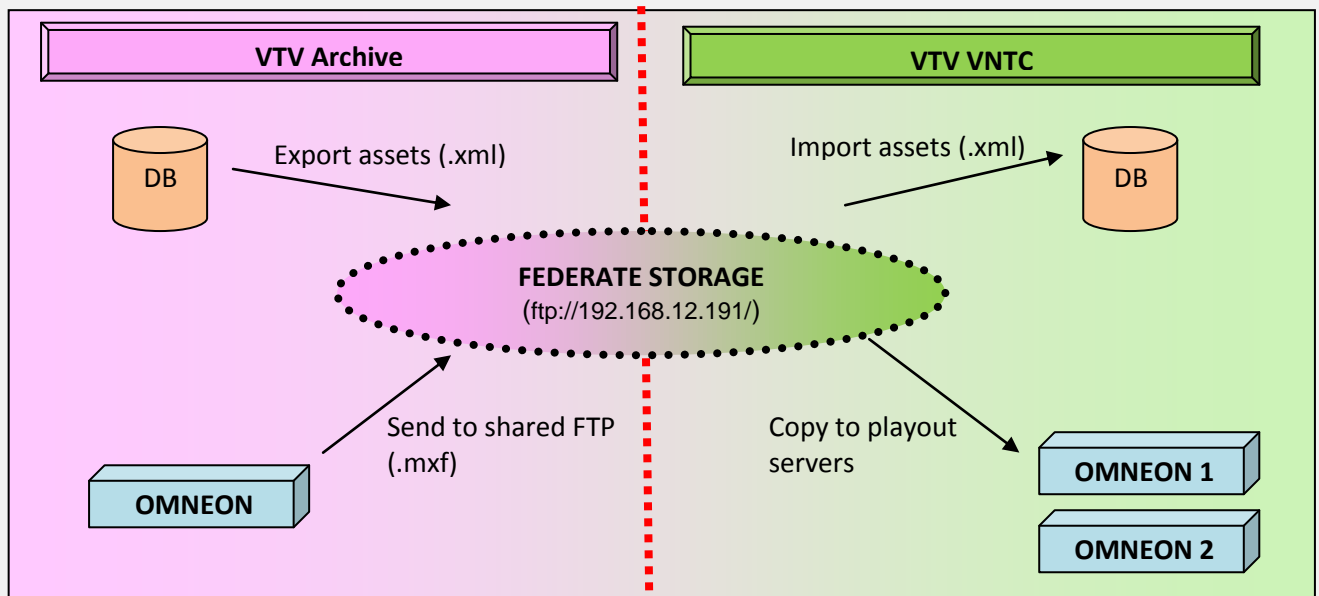 VTV Archive
VTV VNTC
DB
Export assets (.xml)
Import assets (.xml)
DB
FEDERATE STORAGE
(ftp://192.168.12.191/)
Send to shared FTP
(.mxf)
Copy to playout
servers
OMNEON
OMNEON 1
OMNEON 2